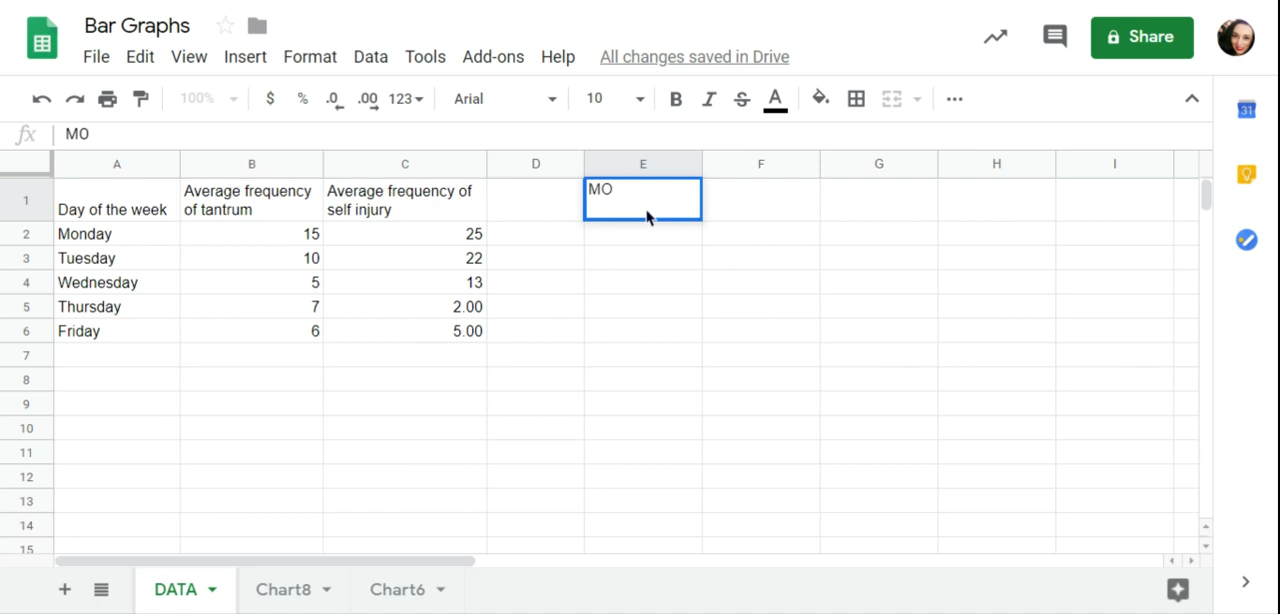 Bar Graphs
File Edit View Insert Format Data Tools Add-ons Help All changes saved in Drive
Share
100% $ % .0 .00 123 Arial 10 B I S A ...
31
fx MO
A B C D E F G H I
1 Day of the week Average frequency of tantrum Average frequency of self injury MO
2 Monday 15 25
3 Tuesday 10 22
4 Wednesday 5 13
5 Thursday 7 2.00
6 Friday 6 5.00
7
8
9
10
11
12
13
14
15
+ DATA Chart8 Chart6